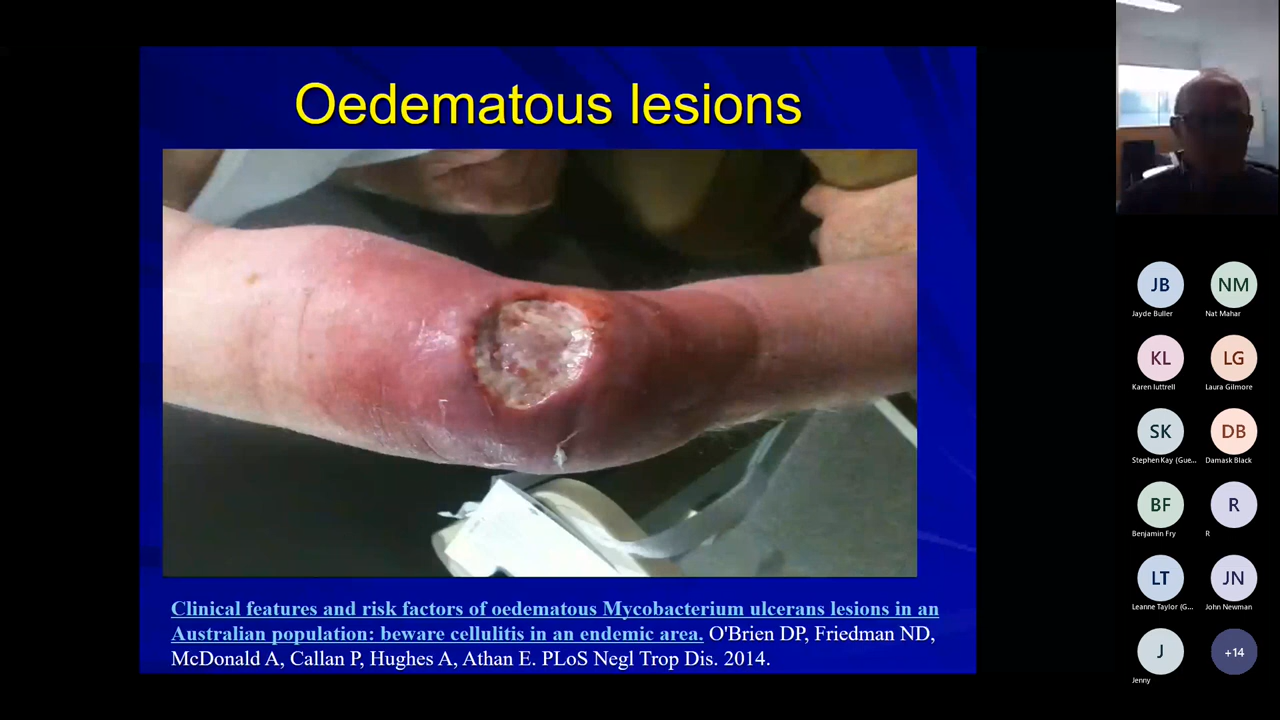 Oedematous lesions
Clinical features and risk factors of oedematous Mycobacterium ulcerans lesions in an
Australian population: beware cellulitis in an endemic area. O'Brien DP, Friedman ND,
McDonald A, Callan P, Hughes A, Athan E. PLoS Negl Trop Dis. 2014.
JB
NM
Jayde Buller
Nat Mahar
KL
LG
Karen luttrell
Laura Gilmore
SK
DB
Stephen Kay (Gue...
Damask Black
BF
R
Benjamin Fry
R
LT
JN
Leanne Taylor (G...
John Newman
J
+14
Jenny